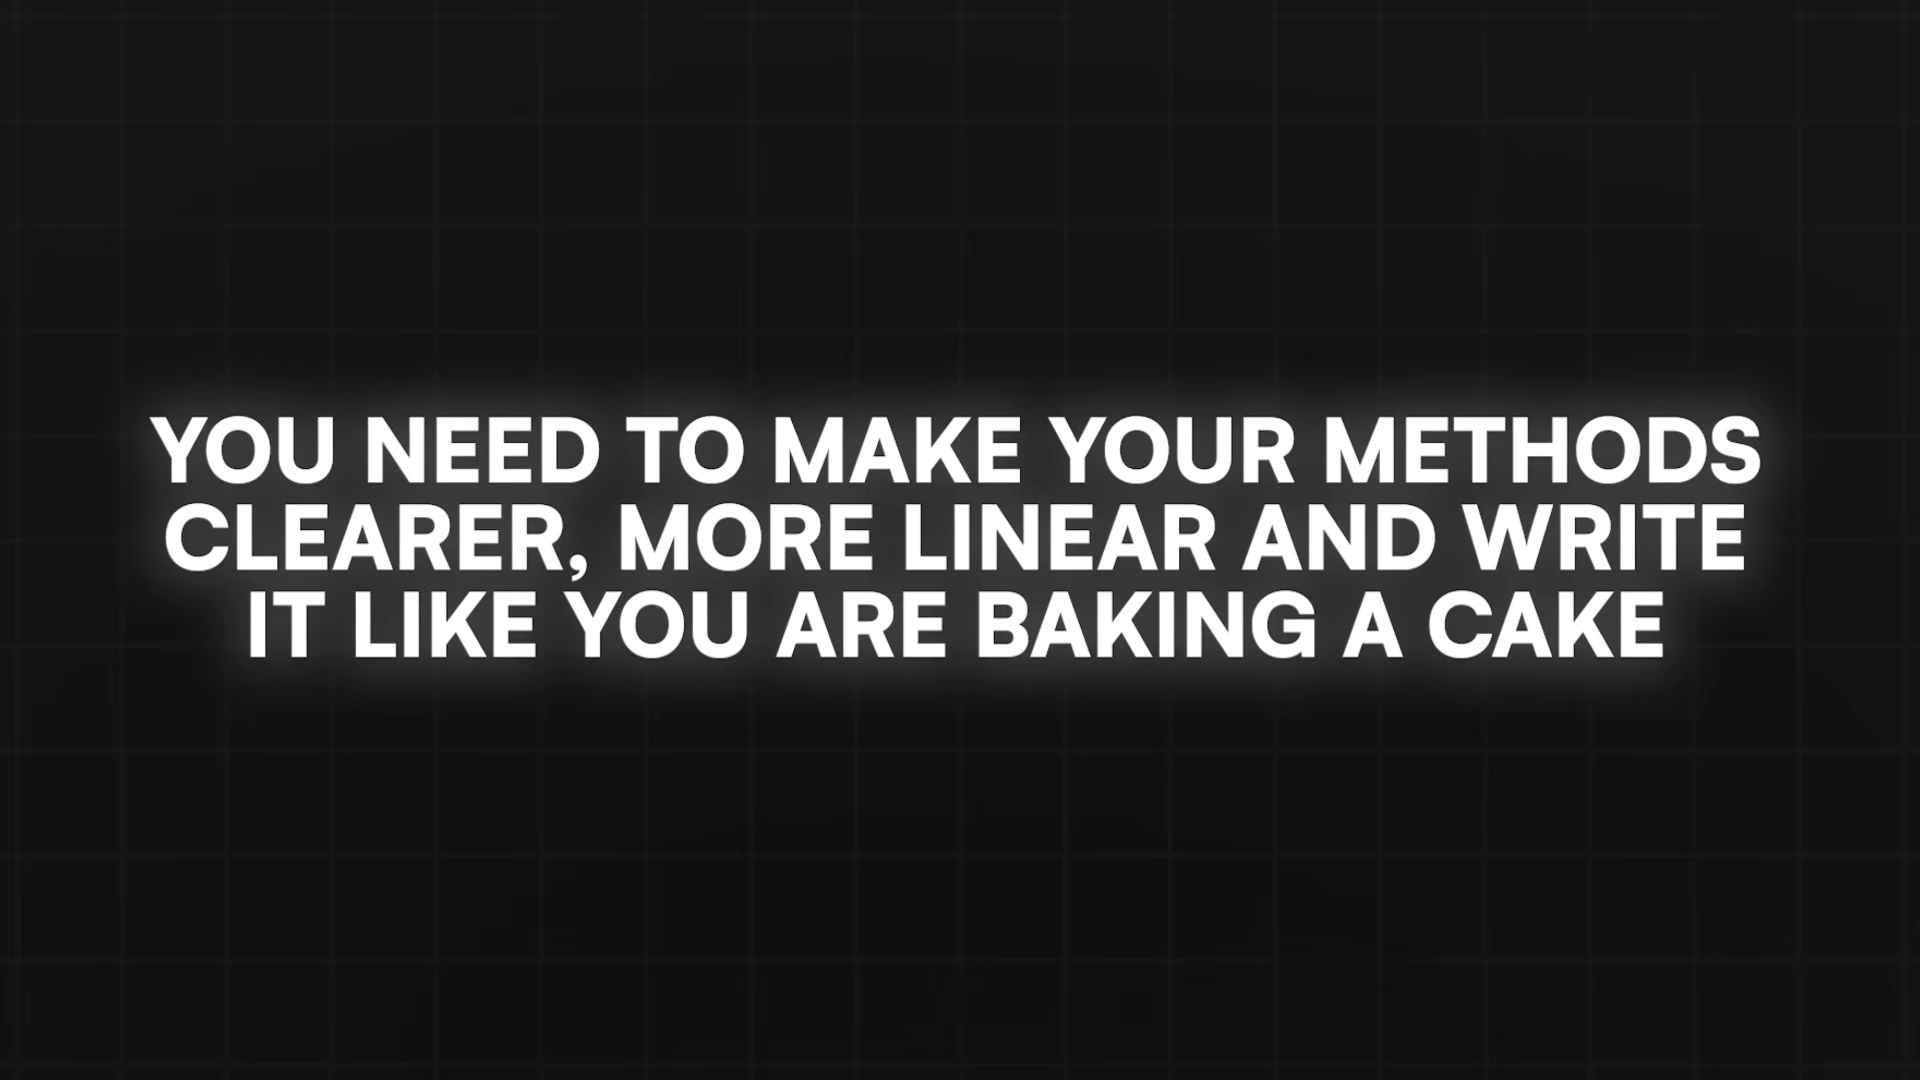 YOU NEED TO MAKE YOUR METHODS
CLEARER, MORE LINEAR AND WRITE
IT LIKE YOU ARE BAKING A CAKE